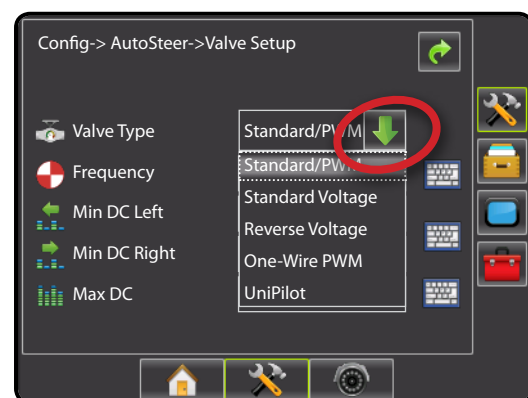 Config-> AutoSteer->Valve Setup
Valve Type
Standard/PWM
Frequency
Standard/PWM
Min DC Left
Standard Voltage
Reverse Voltage
Min DC Right
One-Wire PWM
Max DC
UniPilot